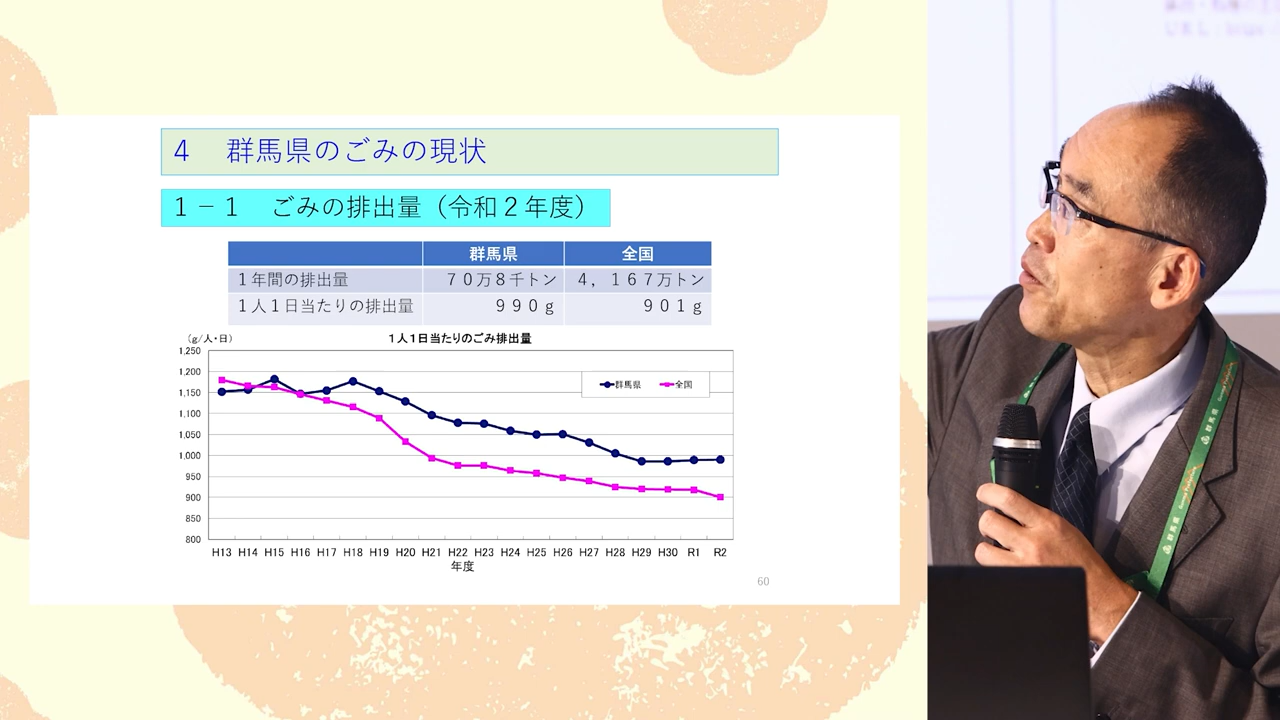 4　群馬県のごみの現状
１－１　ごみの排出量（令和２年度）
群馬県　全国
１年間の排出量　７０万８千トン　４，１６７万トン
１人１日当たりの排出量　９９０ｇ　９０１ｇ
（g/人・日）　１人１日当たりのごみ排出量
1,250
1,200
1,150
1,100
1,050
1,000
950
900
850
800
群馬県　全国
H13 H14 H15 H16 H17 H18 H19 H20 H21 H22 H23 H24 H25 H26 H27 H28 H29 H30 R1 R2
年度
60
群馬県
群馬県